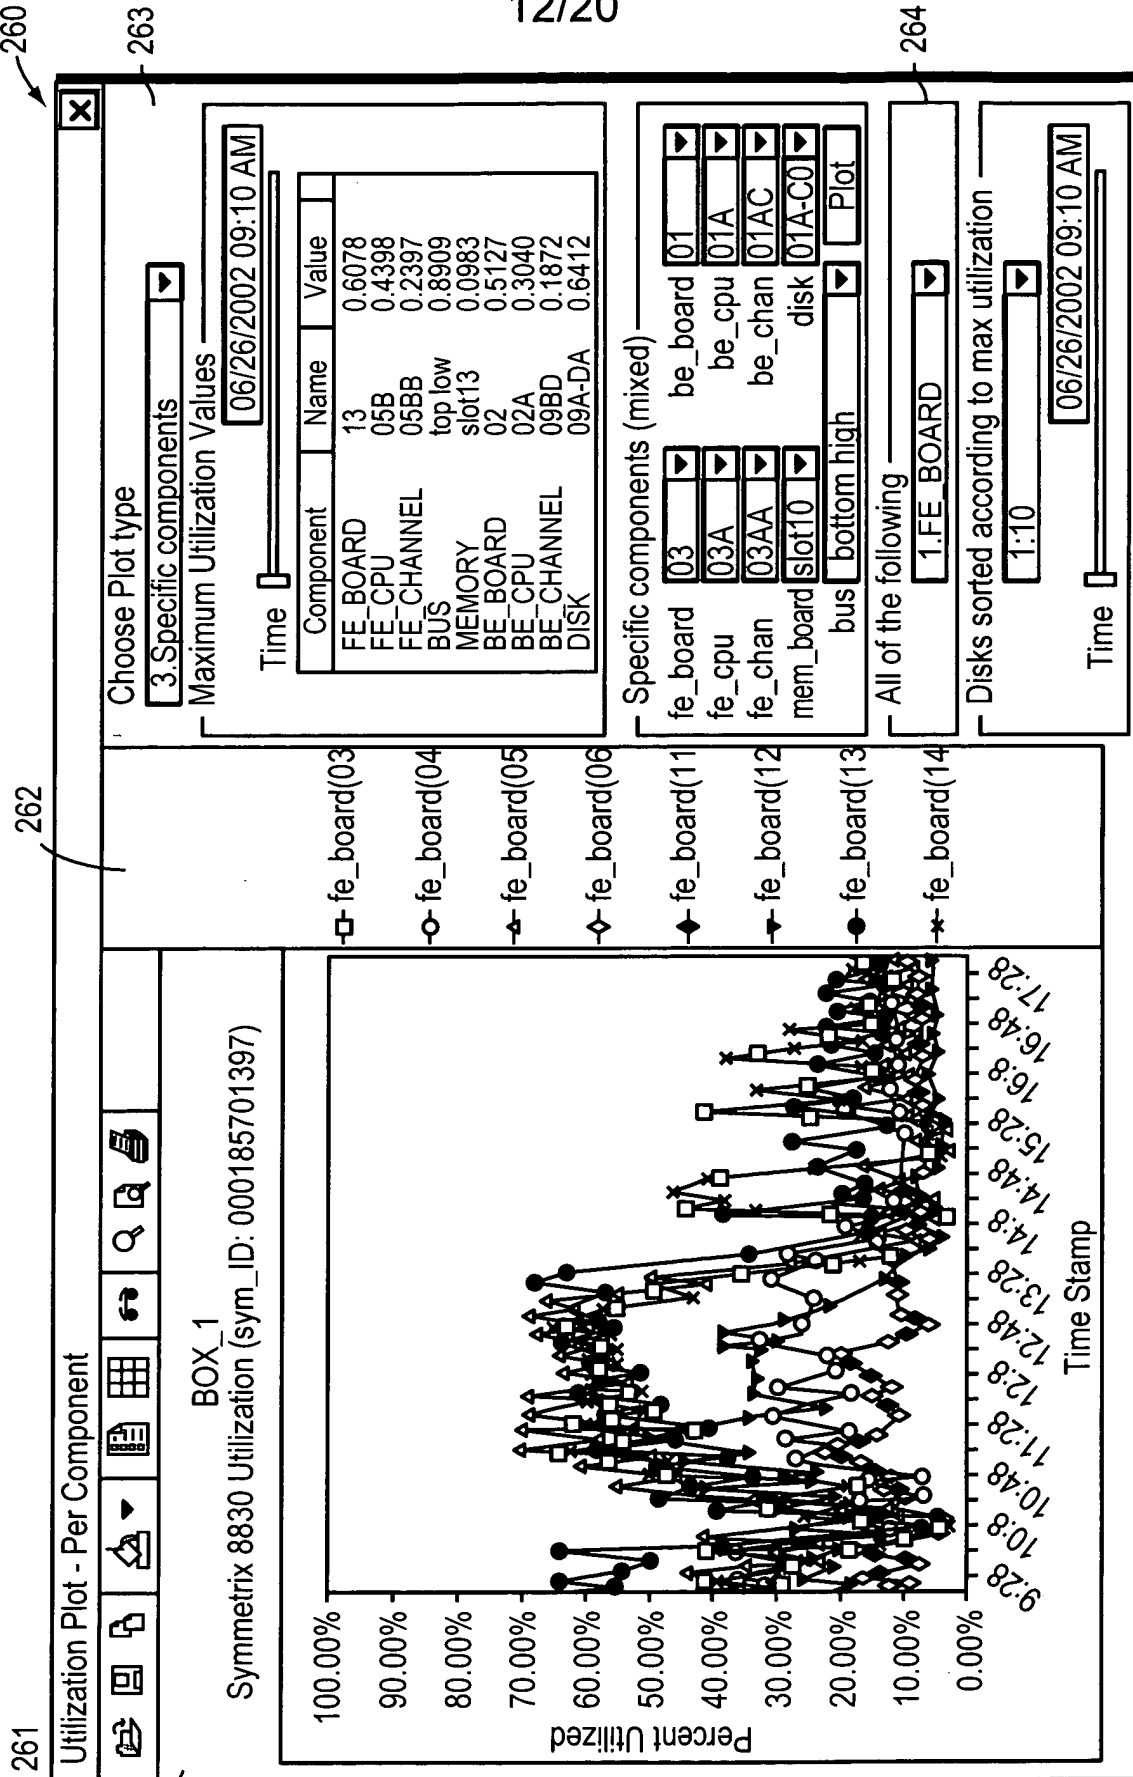 12/20
260
261
262
263
264
Utilization Plot - Per Component
BOX_1
Symmetrix 8830 Utilization (sym_ID: 000185701397)
Percent Utilized
100.00%
90.00%
80.00%
70.00%
60.00%
50.00%
40.00%
30.00%
20.00%
10.00%
0.00%
9:28
10:8
10:48
11:28
12:8
12:48
13:28
14:8
14:48
15:28
16:8
16:48
17:28
Time Stamp
fe_board(03
fe_board(04
fe_board(05
fe_board(06
fe_board(11
fe_board(12
fe_board(13
fe_board(14
Choose Plot type
3.Specific components
Maximum Utilization Values
06/26/2002 09:10 AM
Time
Component Name Value
FE_BOARD 13 0.6078
FE_CPU 05B 0.4398
FE_CHANNEL 05BB 0.2397
BUS top low 0.8909
MEMORY slot13 0.0983
BE_BOARD 02 0.5127
BE_CPU 02A 0.3040
BE_CHANNEL 09BD 0.1872
DISK 09A-DA 0.6412
Specific components (mixed)
fe_board 03 be_board 01
fe_cpu 03A be_cpu 01A
fe_chan 03AA be_chan 01AC
mem_board slot10 disk 01A-C0
bus bottom high Plot
All of the following
1.FE_BOARD
Disks sorted according to max utilization
1:10
06/26/2002 09:10 AM
Time